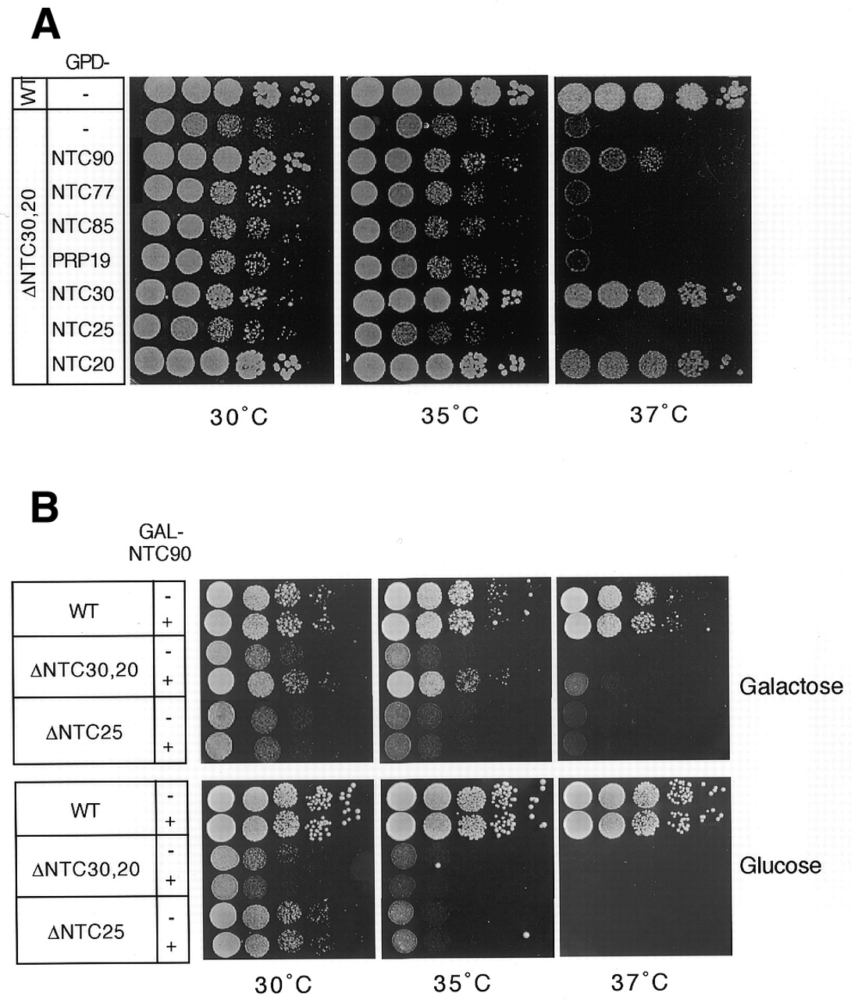 A
GPD-
WT -
ΔNTC30,20
-
NTC90
NTC77
NTC85
PRP19
NTC30
NTC25
NTC20
30°C 35°C 37°C
B
GAL-
NTC90
WT - +
ΔNTC30,20 - +
ΔNTC25 - +
Galactose
WT - +
ΔNTC30,20 - +
ΔNTC25 - +
Glucose
30°C 35°C 37°C